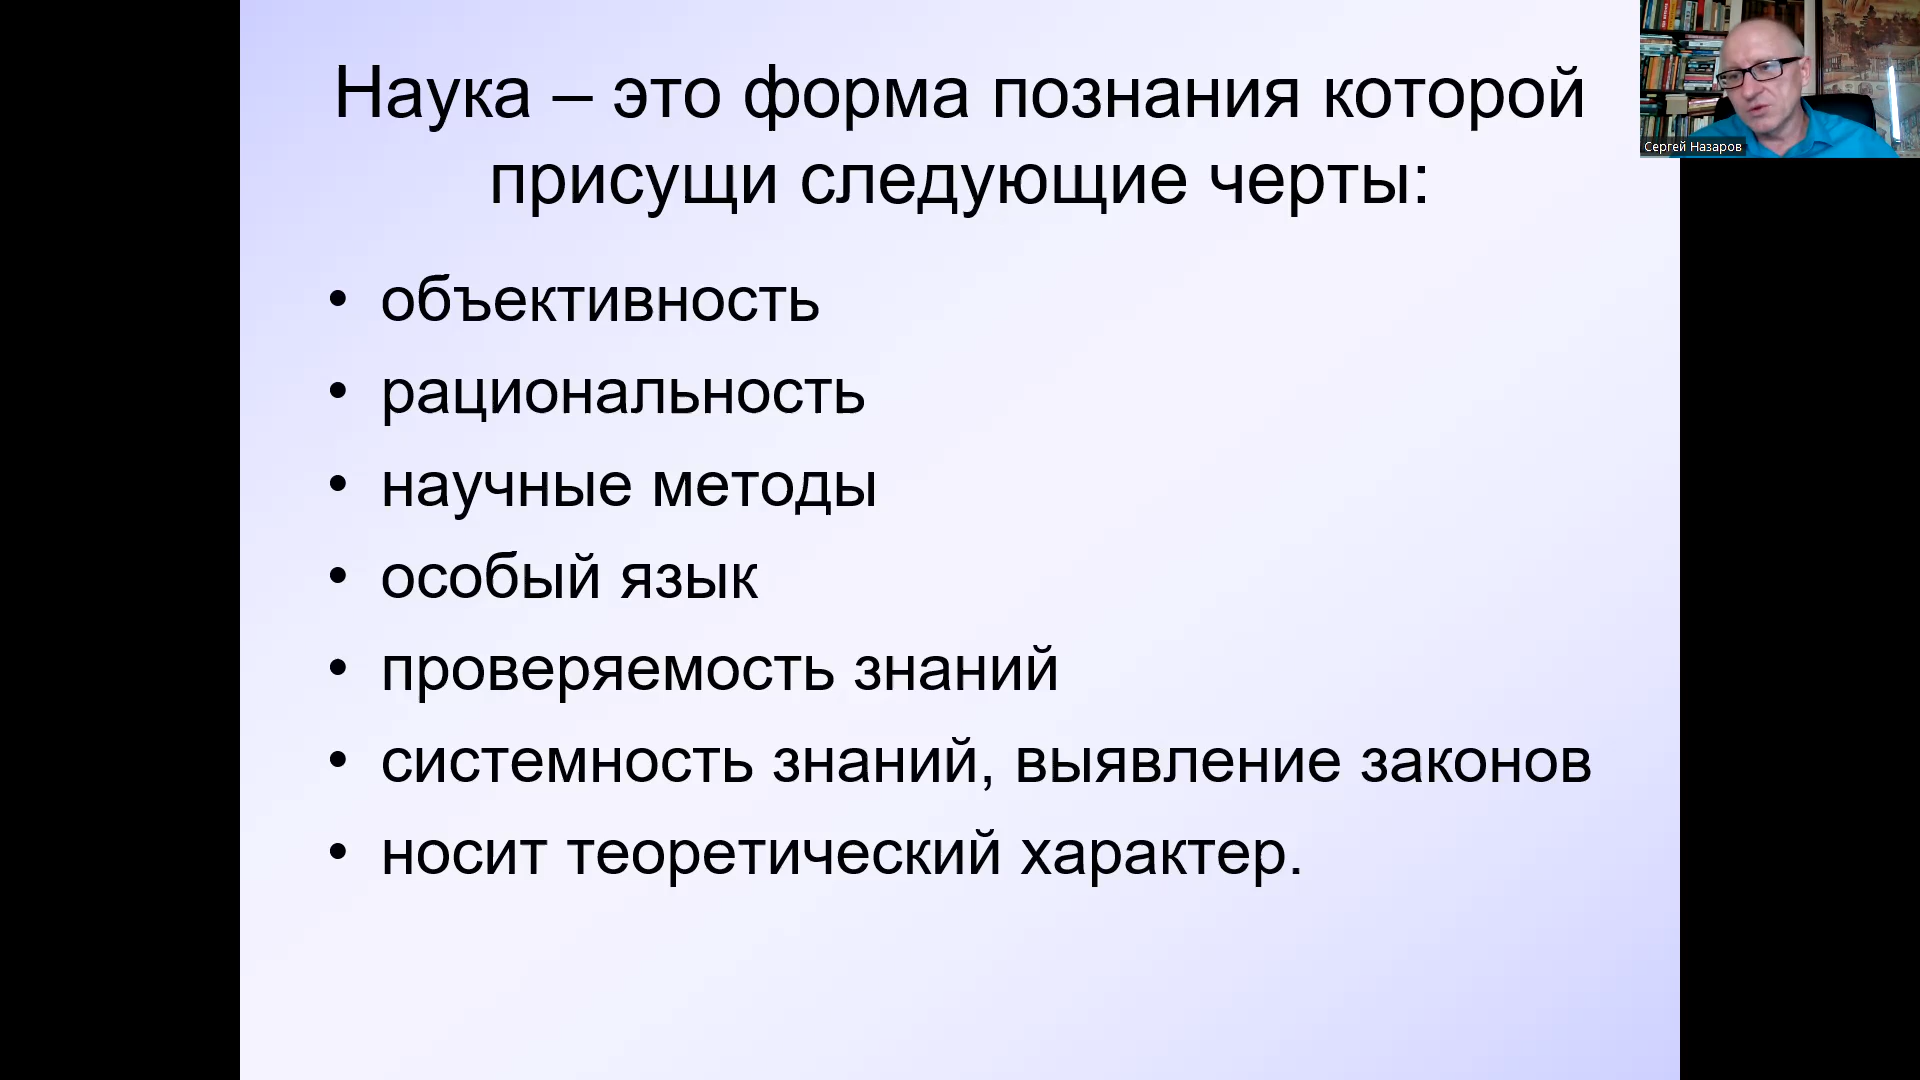 Наука – это форма познания которой
присущи следующие черты:
• объективность
• рациональность
• научные методы
• особый язык
• проверяемость знаний
• системность знаний, выявление законов
• носит теоретический характер.
Сергей Назаров